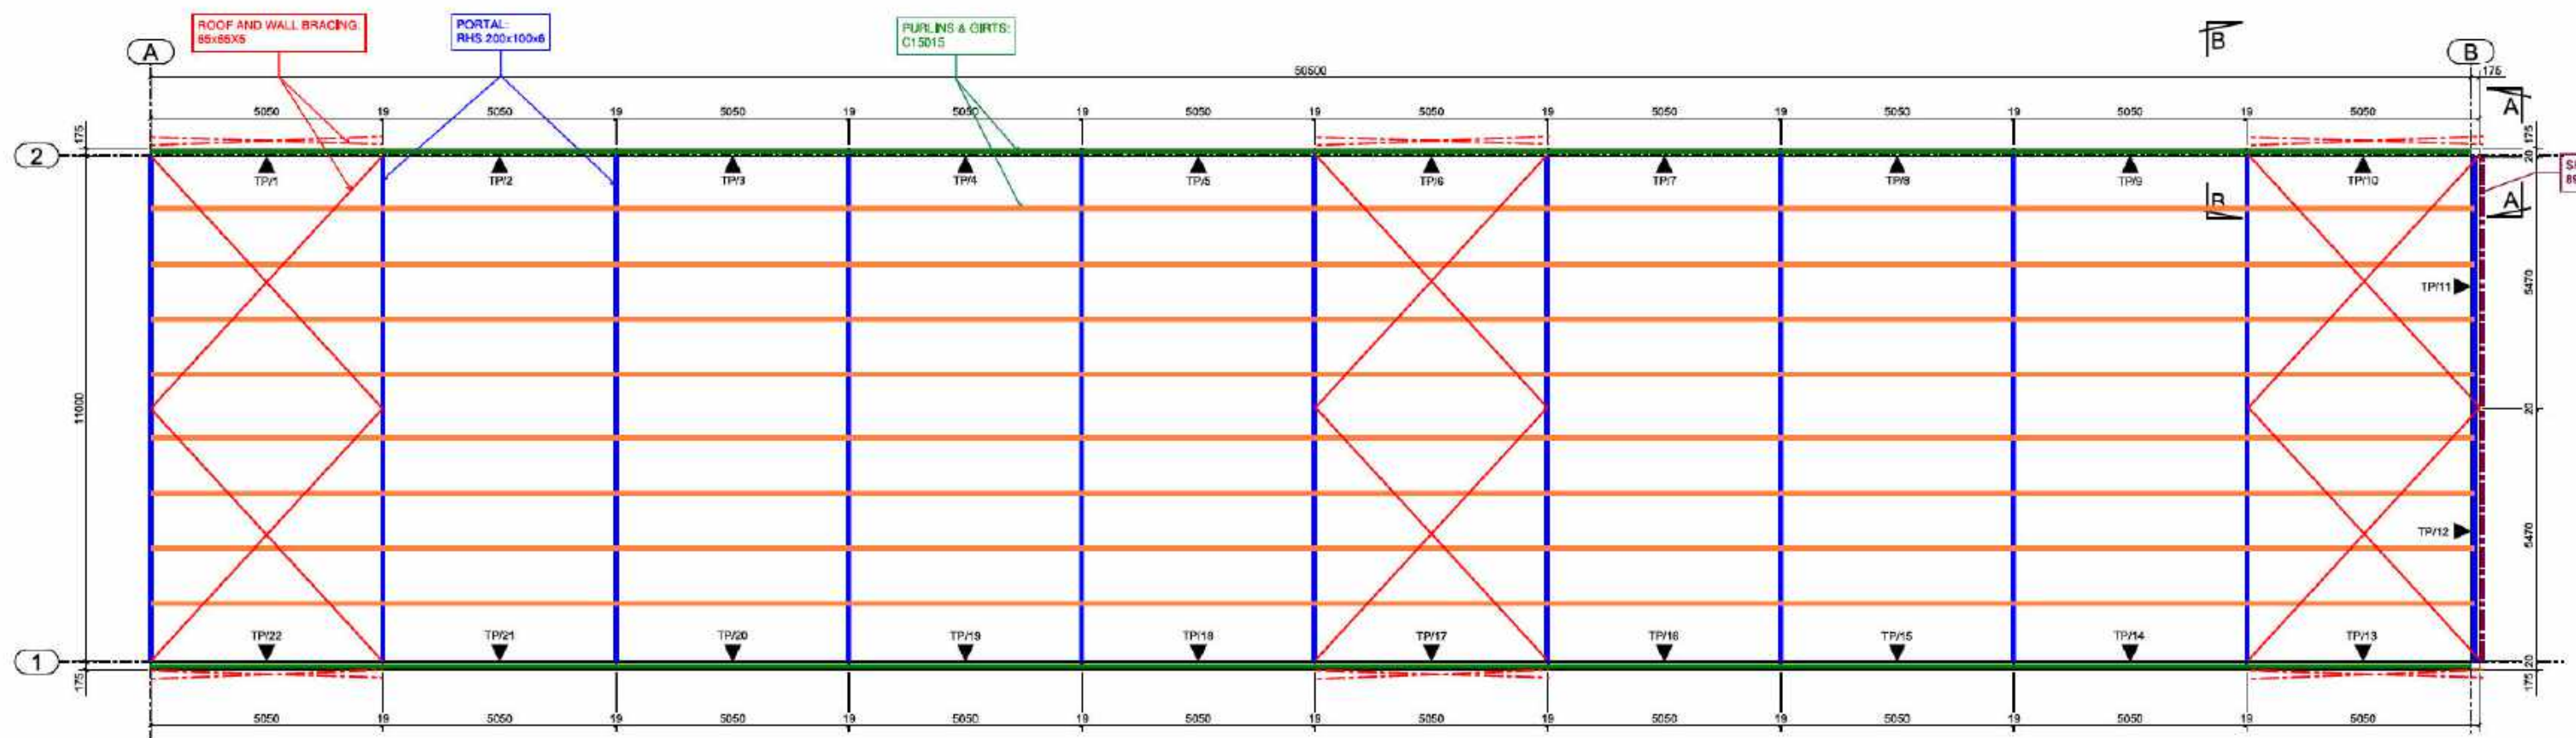 ROOF AND WALL BRACING:
65x65X5
PORTAL:
RHS 200x100x6
PURLINS & GIRTS:
C15015
B
A
B
50500
175
5050 19 5050 19 5050 19 5050 19 5050 19 5050 19 5050 19 5050 19 5050 19 5050
A
175
175
2
20
TP/1 TP/2 TP/3 TP/4 TP/5 TP/6 TP/7 TP/8 TP/9 TP/10
B
A
TP/11
5470
11000
20
TP/12
5470
TP/22 TP/21 TP/20 TP/19 TP/18 TP/17 TP/16 TP/15 TP/14 TP/13
1
20
175
175
5050 19 5050 19 5050 19 5050 19 5050 19 5050 19 5050 19 5050 19 5050 19 5050